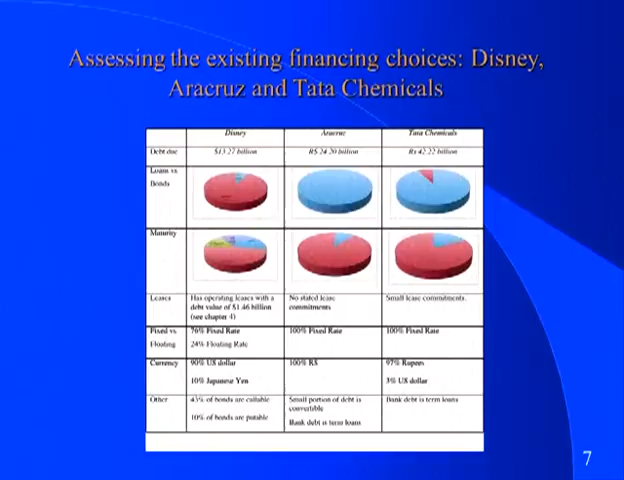 Assessing the existing financing choices: Disney,
Aracruz and Tata Chemicals
Disney Aracruz Tata Chemicals
Debt due $13.27 billion R$ 24.20 billion Rs 42.22 billion
Loans vs
Bonds
Maturity
Leases
Has operating leases with a
debt value of $1.46 billion
(see chapter 4)
No stated lease
commitments
Small lease commitments.
Fixed vs
Floating
76% Fixed Rate
24% Floating Rate
100% Fixed Rate
100% Fixed Rate
Currency
90% US dollar
10% Japanese Yen
100% R$
97% Rupees
3% US dollar
Other
43% of bonds are callable
10% of bonds are putable
Small portion of debt is
convertible
Bank debt is term loans
Bank debt is term loans
7